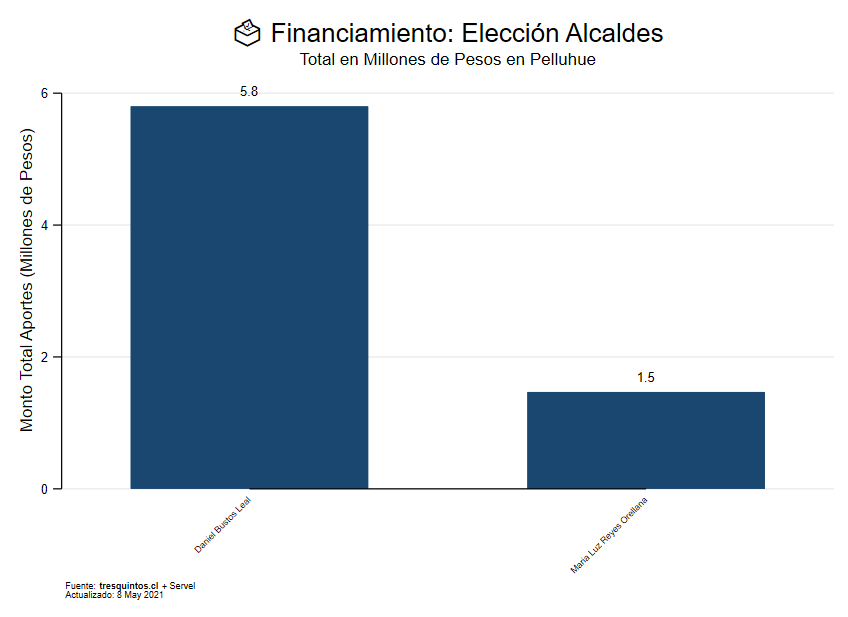 Financiamiento: Elección Alcaldes
Total en Millones de Pesos en Pelluhue
Monto Total Aportes (Millones de Pesos)
6
4
2
0
5.8
1.5
Daniel Bustos Leal
Maria Luz Reyes Orellana
Fuente: tresquintos.cl + Servel
Actualizado: 8 May 2021